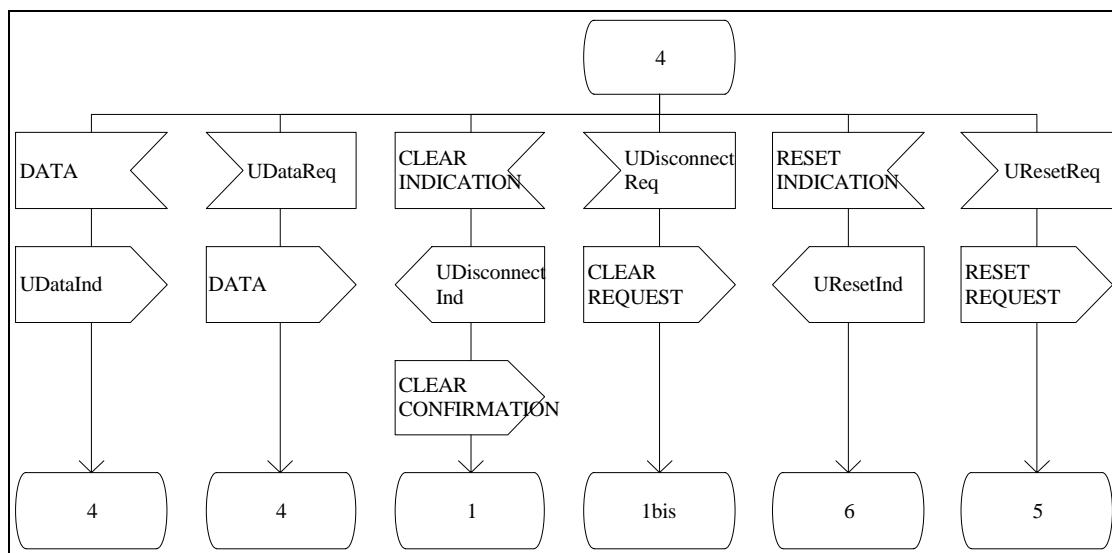 4
DATA
UDataReq
CLEAR
INDICATION
UDisconnect
Req
RESET
INDICATION
UResetReq
UDataInd
DATA
UDisconnect
Ind
CLEAR
REQUEST
UResetInd
RESET
REQUEST
CLEAR
CONFIRMATION
4
4
1
1bis
6
5